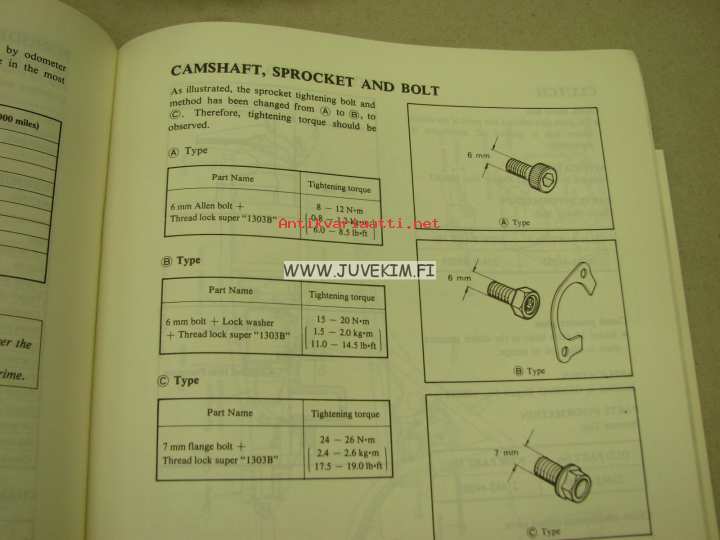 by odometer
in the most
000 miles)
er the
rime.
CAMSHAFT, SPROCKET AND BOLT
As illustrated, the sprocket tightening bolt and
method has been changed from Ⓐ to Ⓑ, to
Ⓒ. Therefore, tightening torque should be
observed.
Ⓐ Type
Part Name Tightening torque
6 mm Allen bolt + 8 – 12 N·m
Thread lock super "1303B" 0.8 – 1.2
6.0 – 8.5 lb·ft
Antikvariaatti.net
Ⓑ Type
WWW.JUVEKIM.FI
Part Name Tightening torque
6 mm bolt + Lock washer 15 – 20 N·m
+ Thread lock super "1303B" 1.5 – 2.0 kg·m
11.0 – 14.5 lb·ft
Ⓒ Type
Part Name Tightening torque
7 mm flange bolt + 24 – 26 N·m
Thread lock super "1303B" 2.4 – 2.6 kg·m
17.5 – 19.0 lb·ft
6 mm
Ⓐ Type
6 mm
Ⓑ Type
7 mm
Ⓒ Type